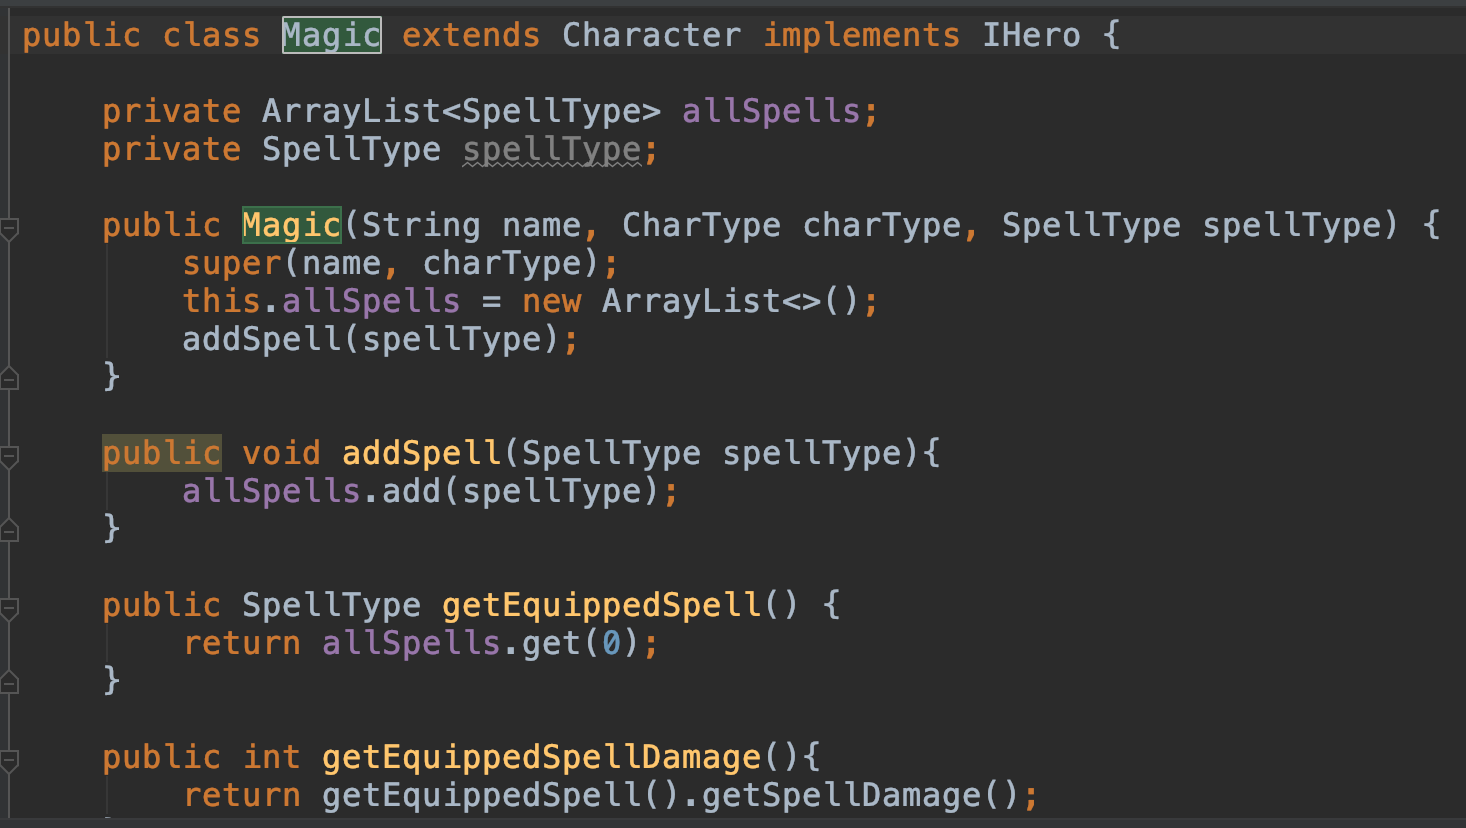 public class Magic extends Character implements IHero {
private ArrayList<SpellType> allSpells;
private SpellType spellType;
public Magic(String name, CharType charType, SpellType spellType) {
super(name, charType);
this.allSpells = new ArrayList<>();
addSpell(spellType);
}
public void addSpell(SpellType spellType){
allSpells.add(spellType);
}
public SpellType getEquippedSpell() {
return allSpells.get(0);
}
public int getEquippedSpellDamage(){
return getEquippedSpell().getSpellDamage();